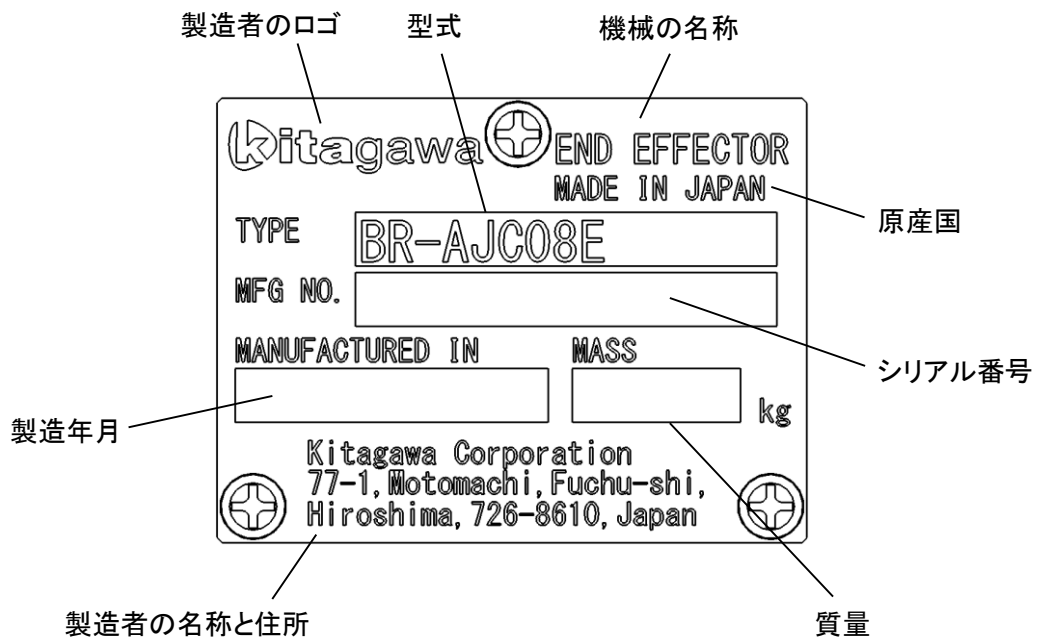 製造者のロゴ 型式 機械の名称
kitagawa END EFFECTOR
MADE IN JAPAN
原産国
TYPE BR-AJC08E
MFG NO.
MANUFACTURED IN MASS
シリアル番号
kg
製造年月
Kitagawa Corporation
77-1, Motomachi, Fuchu-shi,
Hiroshima, 726-8610, Japan
製造者の名称と住所 質量